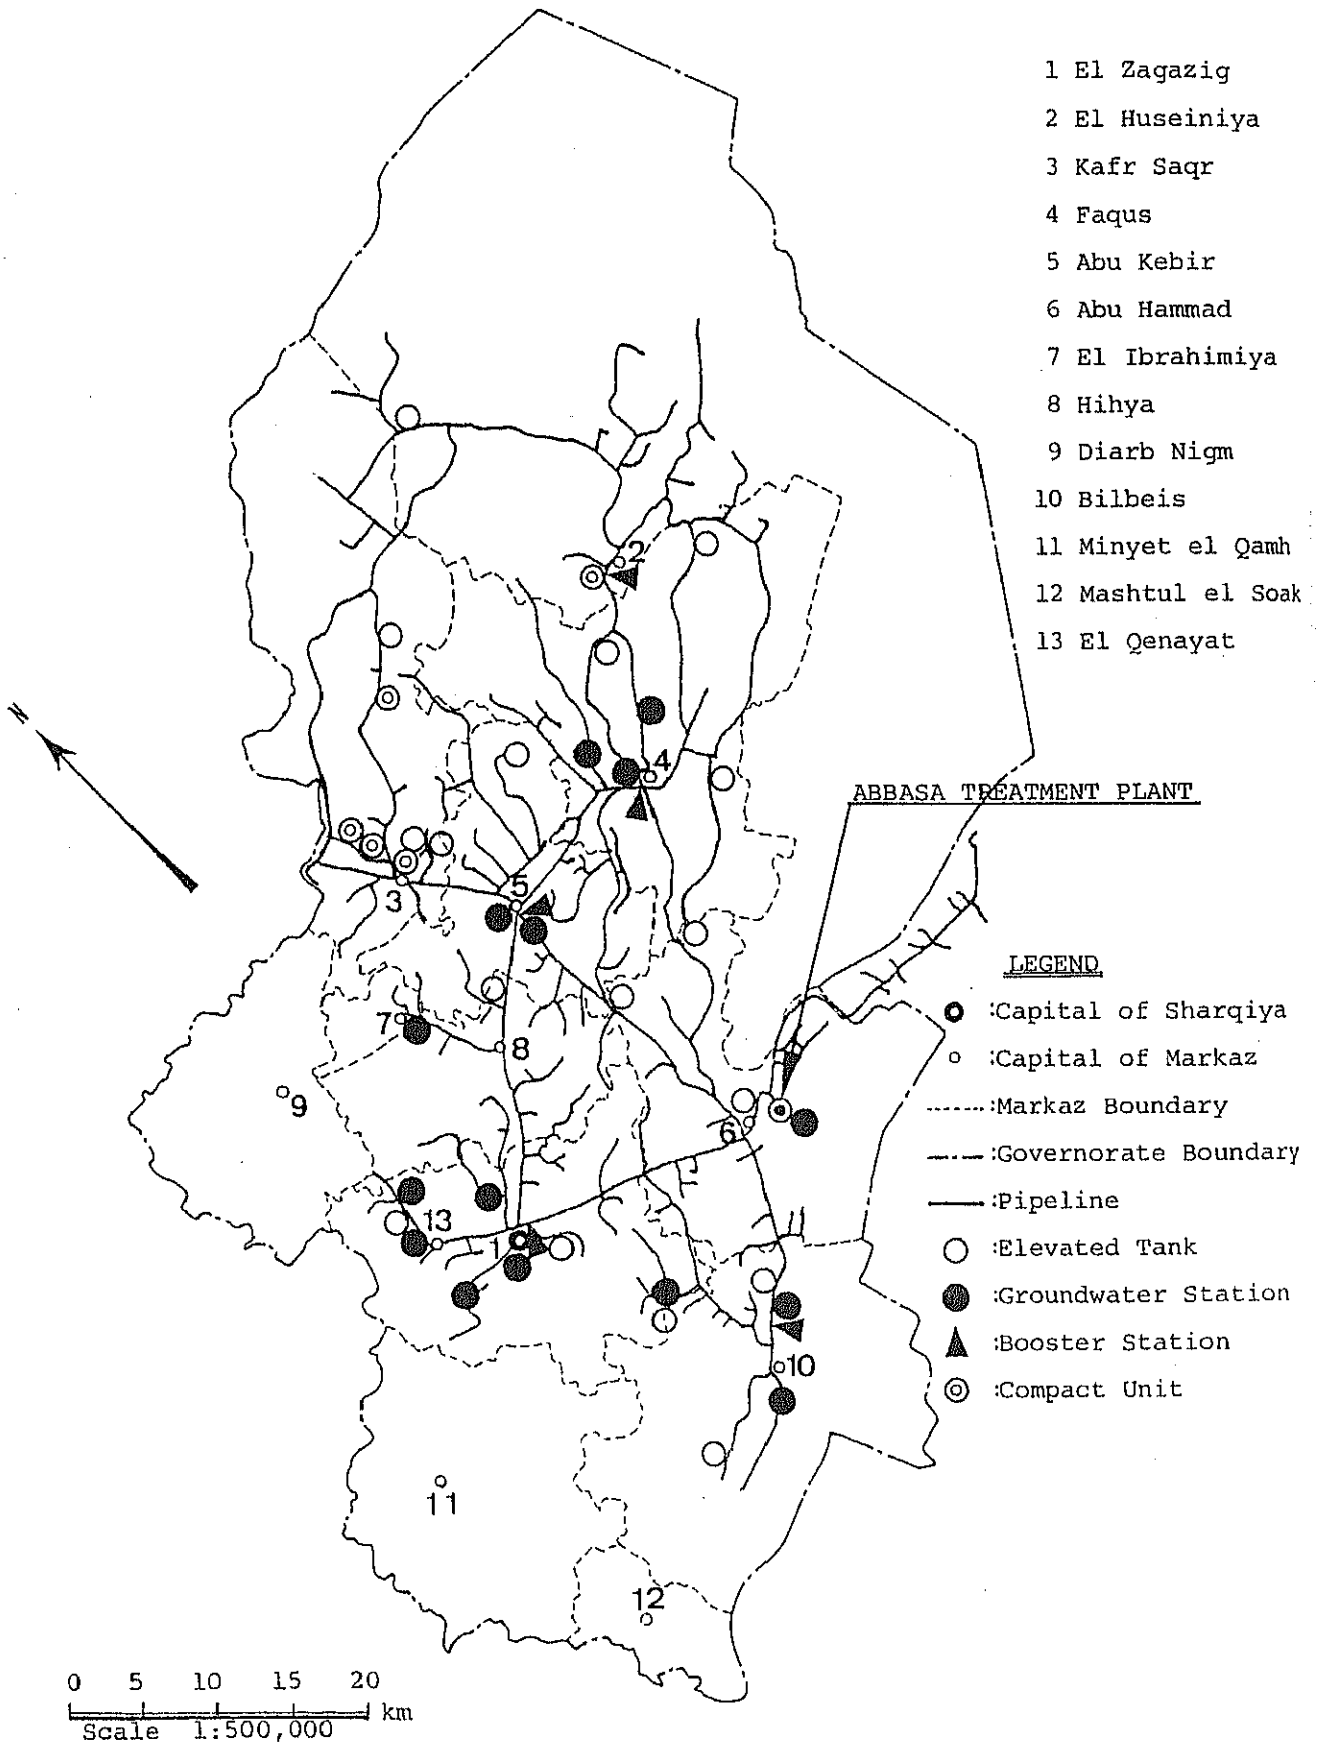 1 El Zagazig
2 El Huseiniya
3 Kafr Saqr
4 Faqus
5 Abu Kebir
6 Abu Hammad
7 El Ibrahimiya
8 Hihya
9 Diarb Nigm
10 Bilbeis
11 Minyet el Qamh
12 Mashtul el Soak
13 El Qenayat
2
N
4
ABBASA TREATMENT PLANT
3
5
LEGEND
:Capital of Sharqiya
:Capital of Markaz
:Markaz Boundary
:Governorate Boundary
:Pipeline
:Elevated Tank
:Groundwater Station
:Booster Station
:Compact Unit
7
8
9
6
13
1
10
11
12
0 5 10 15 20
km
Scale 1:500,000